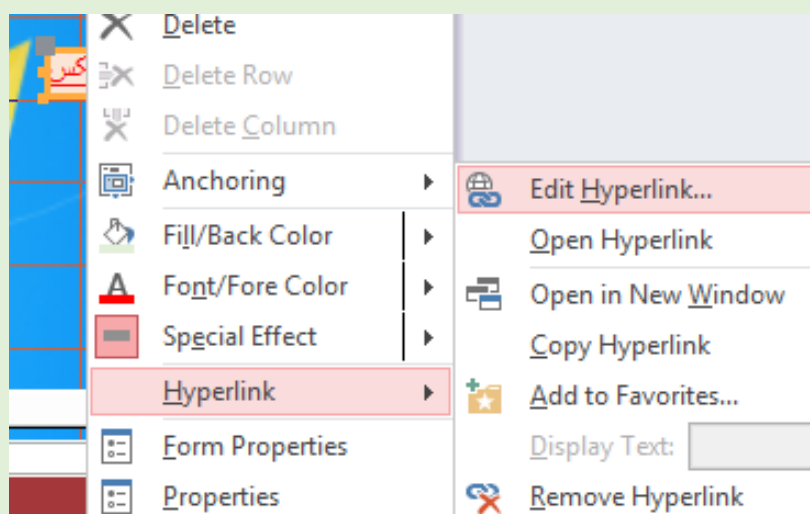 Delete
Delete Row
Delete Column
Anchoring
Fill/Back Color
Font/Fore Color
Special Effect
Hyperlink
Form Properties
Properties
Edit Hyperlink...
Open Hyperlink
Open in New Window
Copy Hyperlink
Add to Favorites...
Display Text:
Remove Hyperlink